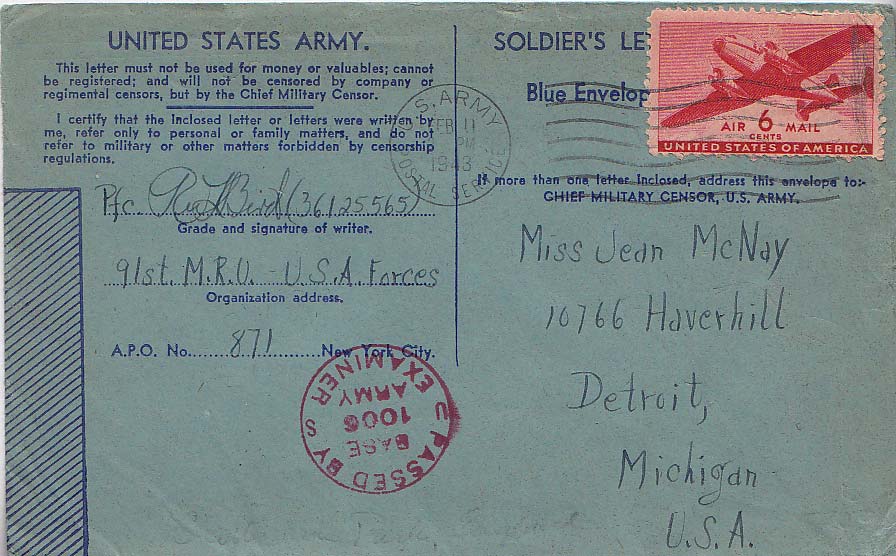 UNITED STATES ARMY.
This letter must not be used for money or valuables; cannot
be registered; and will not be censored by company or
regimental censors, but by the Chief Military Censor.
I certify that the inclosed letter or letters were written by
me, refer only to personal or family matters, and do not
refer to military or other matters forbidden by censorship
regulations.
Pfc. R L Bird (36125565)
Grade and signature of writer.
91st. M.R.U. - U.S.A. Forces
Organization address.
A.P.O. No. 871 New York City.
SOLDIER'S
Blue
AIR 6 MAIL
CENTS
UNITED STATES OF AMERICA
U.S. ARMY
FEB 11
PM
1943
POSTAL SERVICE
If more than one letter inclosed, address this envelope to:-
CHIEF MILITARY CENSOR, U.S. ARMY.
Miss Jean McNay
10766 Haverhill
Detroit,
Michigan
U.S.A.
PASSED BY
BASE
1006
ARMY
EXAMINER
U S